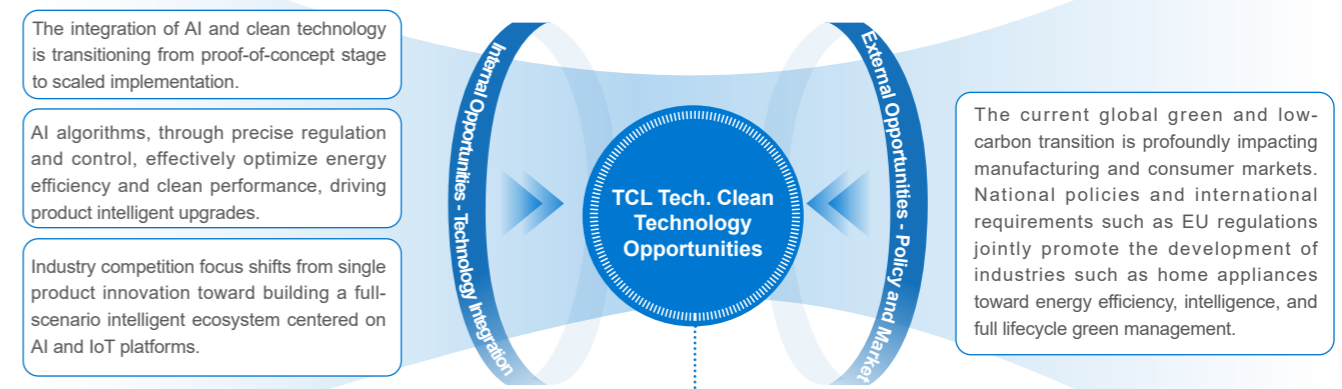 The integration of AI and clean technology
is transitioning from proof-of-concept stage
to scaled implementation.
AI algorithms, through precise regulation
and control, effectively optimize energy
efficiency and clean performance, driving
product intelligent upgrades.
Industry competition focus shifts from single
product innovation toward building a full-
scenario intelligent ecosystem centered on
AI and IoT platforms.
Internal Opportunities - Technology Integration
TCL Tech. Clean
Technology
Opportunities
External Opportunities - Policy and Market
The current global green and low-
carbon transition is profoundly impacting
manufacturing and consumer markets.
National policies and international
requirements such as EU regulations
jointly promote the development of
industries such as home appliances
toward energy efficiency, intelligence, and
full lifecycle green management.